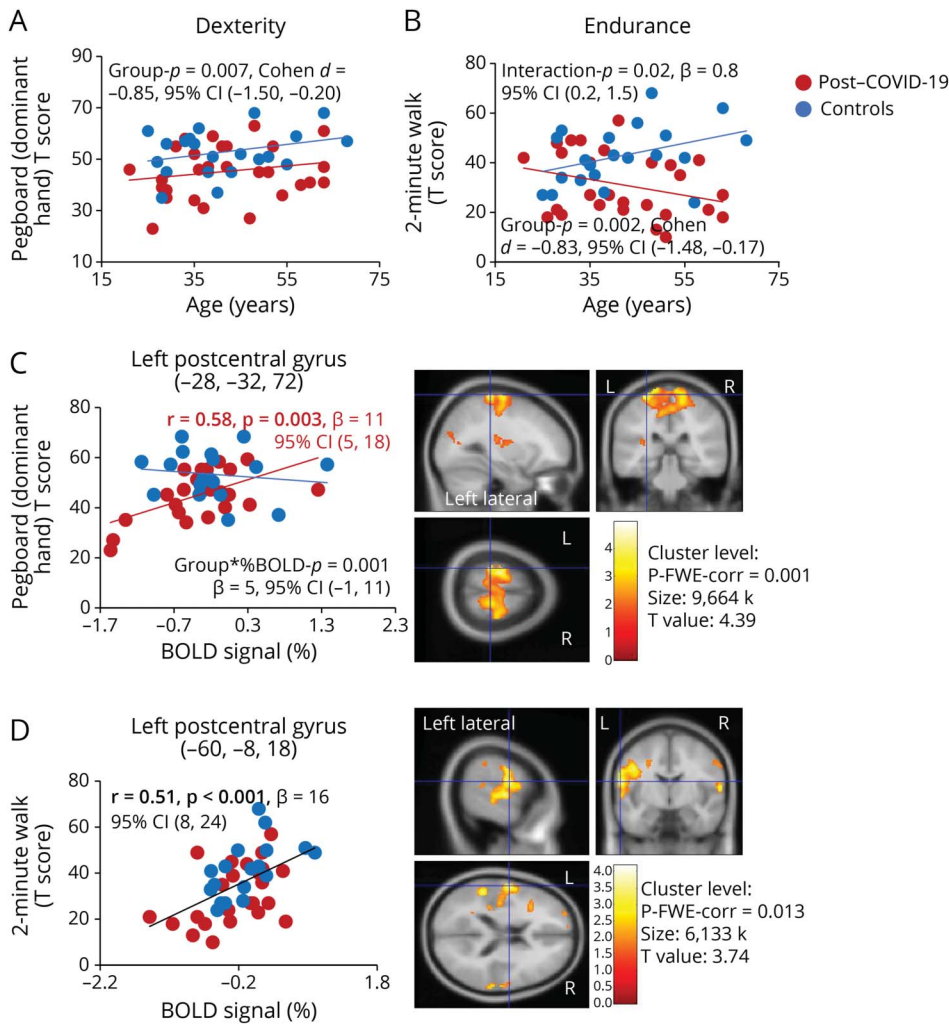 A
Dexterity
Pegboard (dominant
hand) T score
90
70
50
30
10
Group-p = 0.007, Cohen d =
–0.85, 95% CI (–1.50, –0.20)
15
35
55
75
Age (years)
B
Endurance
2-minute walk
(T score)
80
60
40
20
0
Interaction-p = 0.02, β = 0.8
95% CI (0.2, 1.5)
Group-p = 0.002, Cohen
d = –0.83, 95% CI (–1.48, –0.17)
15
35
55
75
Age (years)
Post–COVID-19
Controls
C
Left postcentral gyrus
(–28, –32, 72)
Pegboard (dominant
hand) T score
80
60
40
20
0
r = 0.58, p = 0.003, β = 11
95% CI (5, 18)
Group*%BOLD-p = 0.001
β = 5, 95% CI (–1, 11)
–1.7
–0.7
0.3
1.3
2.3
BOLD signal (%)
Left lateral
L
R
L
R
4
3
2
1
0
Cluster level:
P-FWE-corr = 0.001
Size: 9,664 k
T value: 4.39
D
Left postcentral gyrus
(–60, –8, 18)
2-minute walk
(T score)
80
60
40
20
0
r = 0.51, p < 0.001, β = 16
95% CI (8, 24)
–2.2
–0.2
1.8
BOLD signal (%)
Left lateral
L
R
L
R
4.0
3.5
3.0
2.5
2.0
1.5
1.0
0.5
0.0
Cluster level:
P-FWE-corr = 0.013
Size: 6,133 k
T value: 3.74